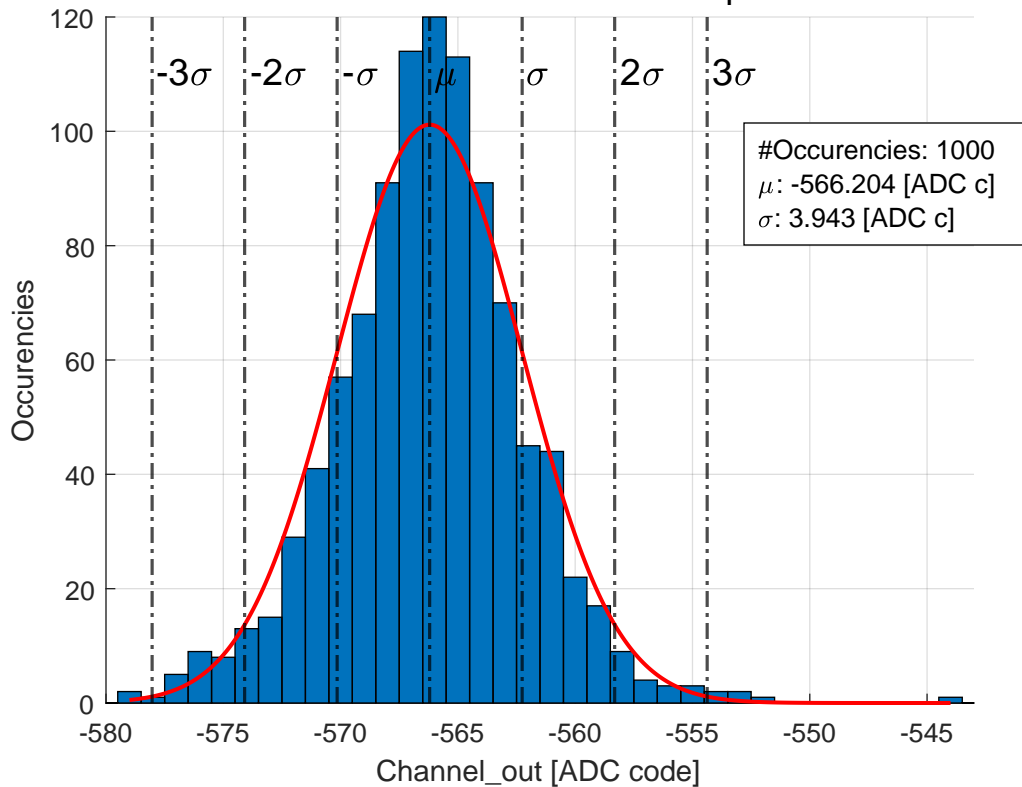 120
100
80
60
40
20
0
-3σ -2σ -σ μ σ 2σ 3σ
#Occurencies: 1000
μ: -566.204 [ADC c]
σ: 3.943 [ADC c]
Occurencies
-580 -575 -570 -565 -560 -555 -550 -545
Channel_out [ADC code]